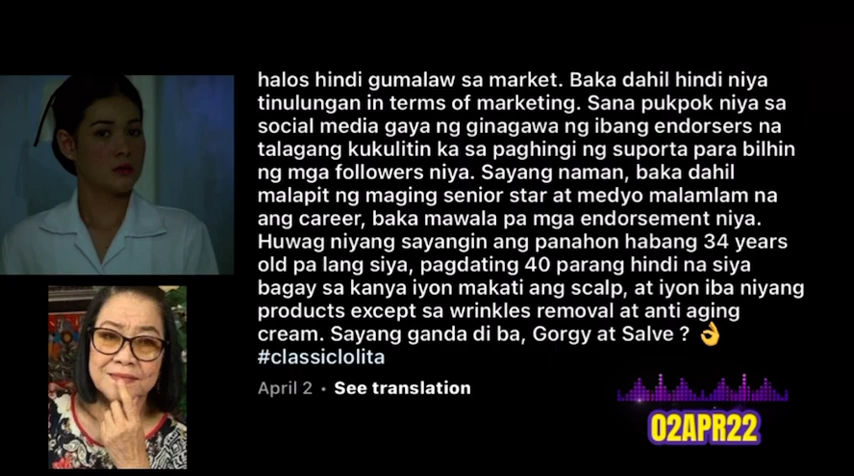 halos hindi gumalaw sa market. Baka dahil hindi niya
tinulungan in terms of marketing. Sana pukpok niya sa
social media gaya ng ginagawa ng ibang endorsers na
talagang kukulitin ka sa paghingi ng suporta para bilhin
ng mga followers niya. Sayang naman, baka dahil
malapit ng maging senior star at medyo malamlam na
ang career, baka mawala pa mga endorsement niya.
Huwag niyang sayangin ang panahon habang 34 years
old pa lang siya, pagdating 40 parang hindi na siya
bagay sa kanya iyon makati ang scalp, at iyon iba niyang
products except sa wrinkles removal at anti aging
cream. Sayang ganda di ba, Gorgy at Salve ? 👌
#classiclolita
April 2 • See translation
02APR22